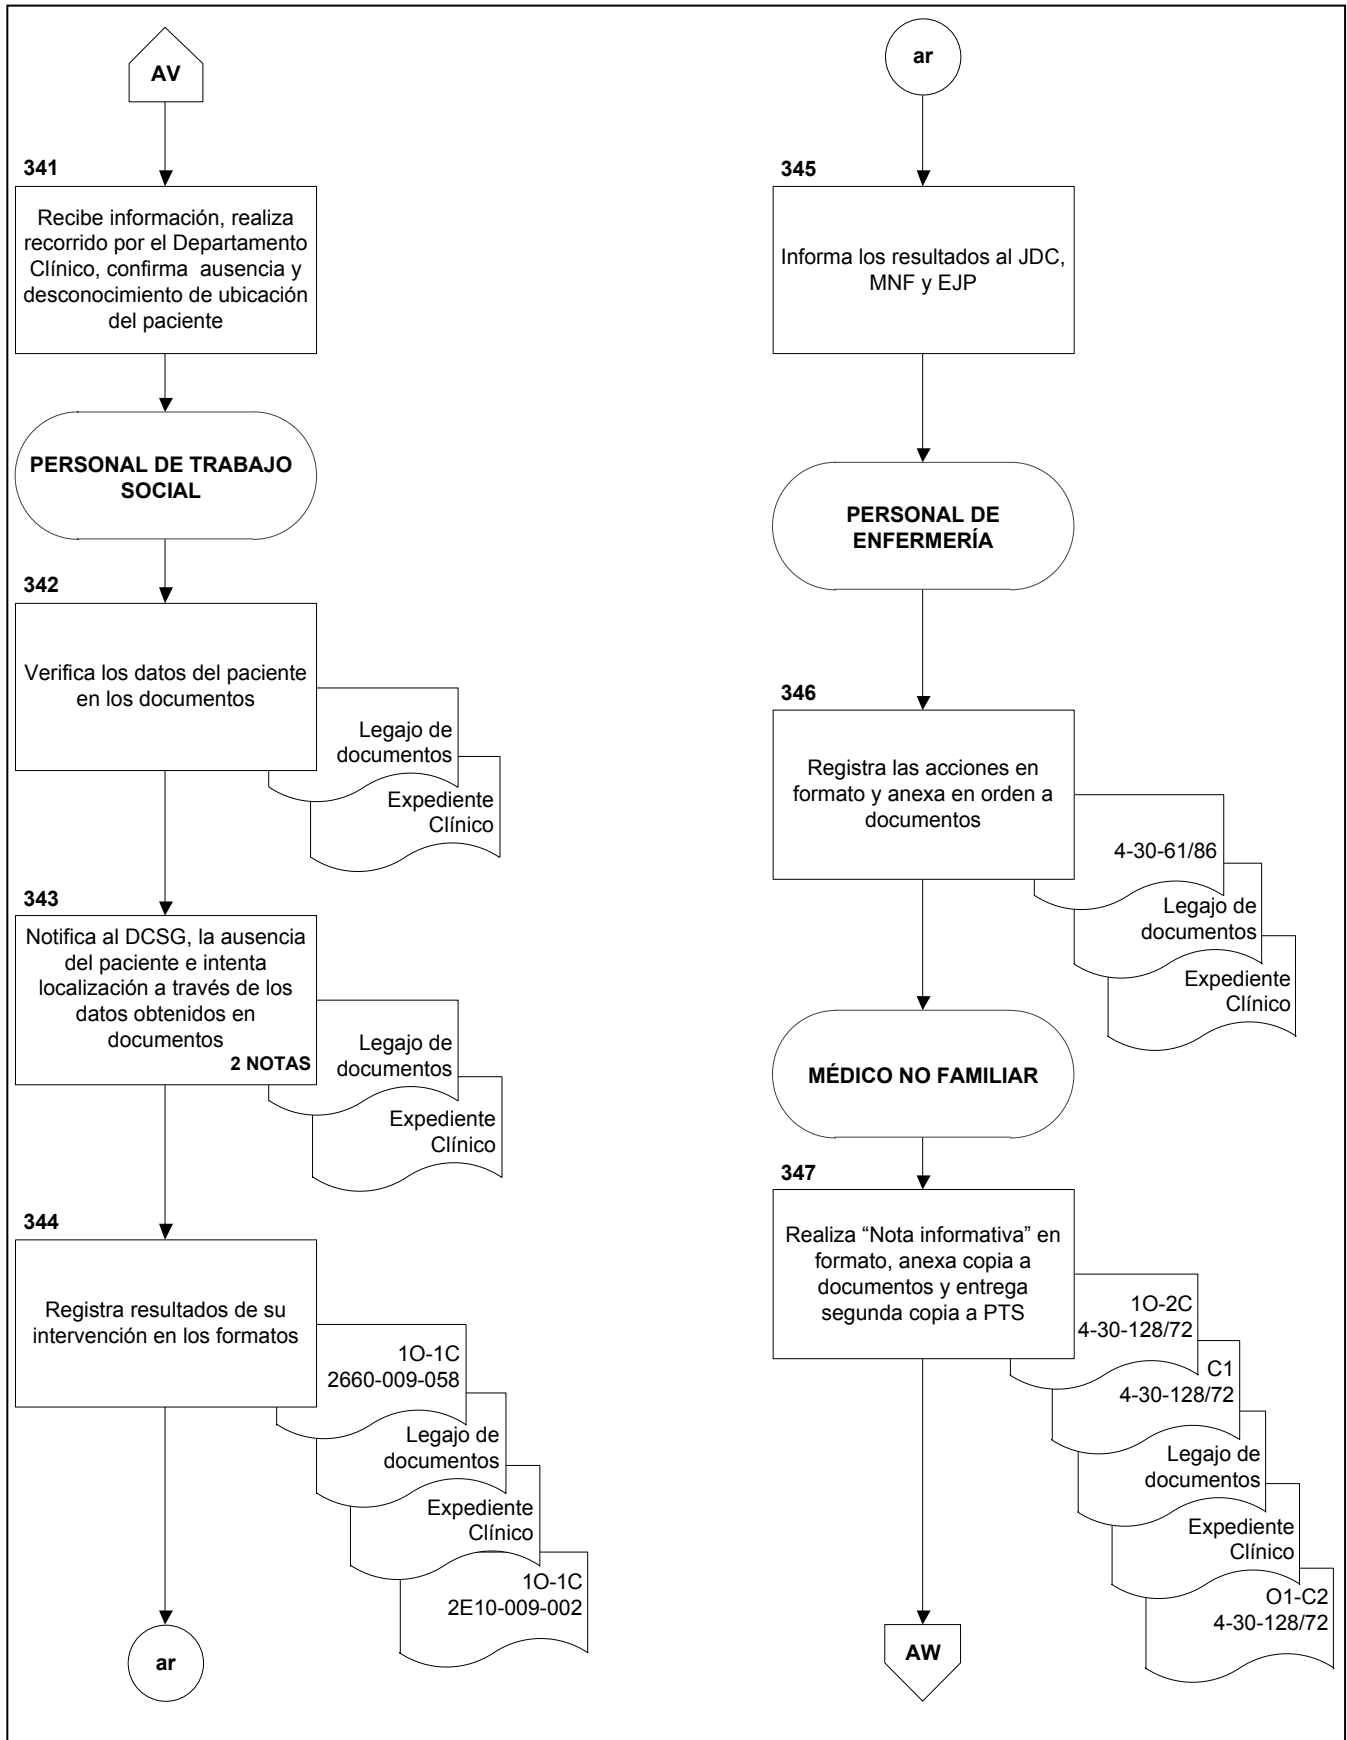 AV
341
Recibe información, realiza
recorrido por el Departamento
Clínico, confirma  ausencia y
desconocimiento de ubicación
del paciente
PERSONAL DE TRABAJO
SOCIAL
342
Verifica los datos del paciente
en los documentos
Legajo de
documentos
Expediente
Clínico
343
Notifica al DCSG, la ausencia
del paciente e intenta
localización a través de los
datos obtenidos en
documentos
2 NOTAS
Legajo de
documentos
Expediente
Clínico
344
Registra resultados de su
intervención en los formatos
1O-1C
2660-009-058
Legajo de
documentos
Expediente
Clínico
1O-1C
2E10-009-002
ar
ar
345
Informa los resultados al JDC,
MNF y EJP
PERSONAL DE
ENFERMERÍA
346
Registra las acciones en
formato y anexa en orden a
documentos
4-30-61/86
Legajo de
documentos
Expediente
Clínico
MÉDICO NO FAMILIAR
347
Realiza “Nota informativa” en
formato, anexa copia a
documentos y entrega
segunda copia a PTS
1O-2C
4-30-128/72
C1
4-30-128/72
Legajo de
documentos
Expediente
Clínico
O1-C2
4-30-128/72
AW